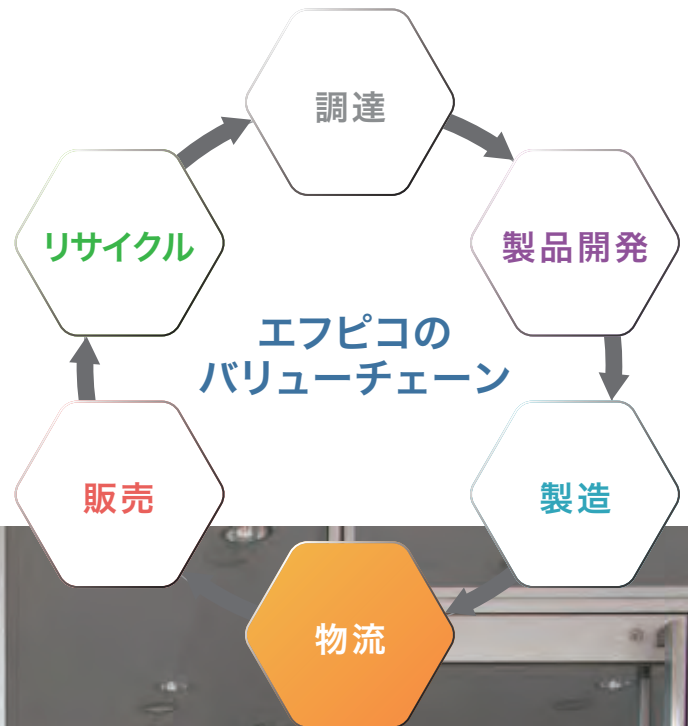 調達
製品開発
製造
物流
販売
リサイクル
エフピコの
バリューチェーン